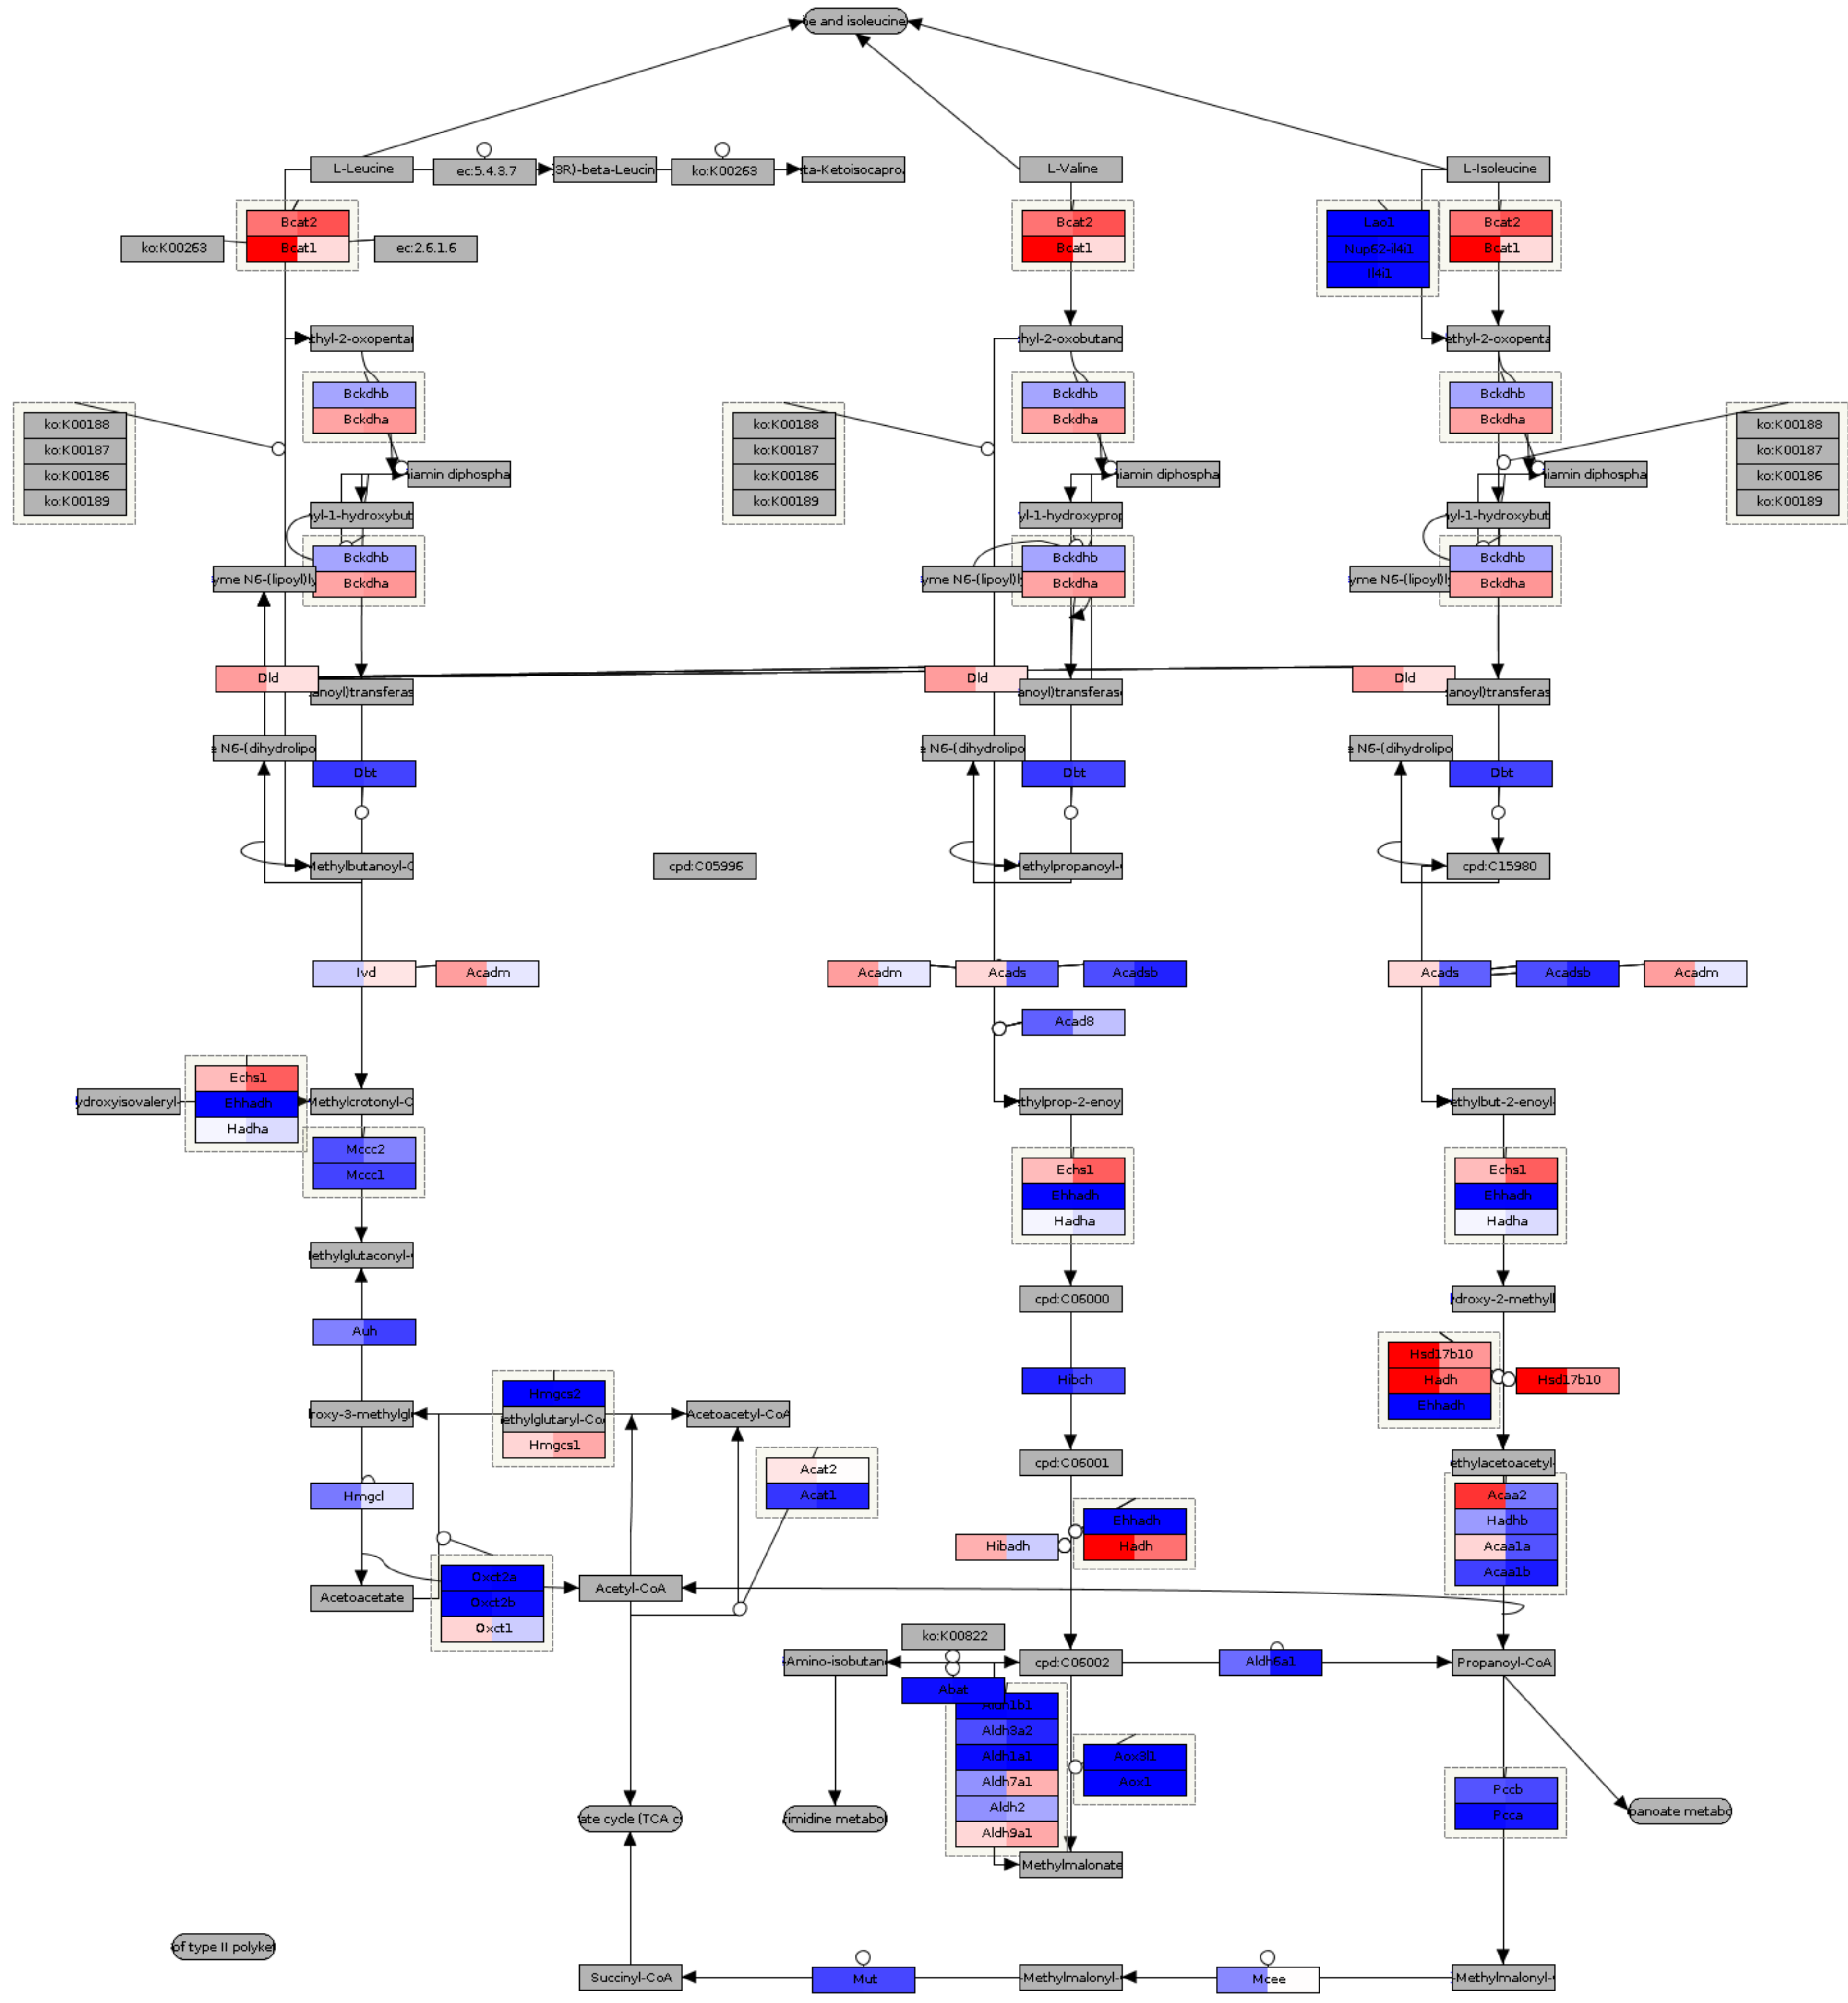 e and isoleucine
L-Leucine
ec:5.4.3.7
3R)-beta-Leucin
ko:K00263
ta-Ketoisocapro
L-Valine
L-Isoleucine
Bcat2
Bcat1
ko:K00263
ec:2.6.1.6
Bcat2
Bcat1
Lao1
Nup62-il4i1
Il4i1
Bcat2
Bcat1
thyl-2-oxopenta
hyl-2-oxobutano
ethyl-2-oxopenta
Bckdhb
Bckdha
Bckdhb
Bckdha
Bckdhb
Bckdha
ko:K00188
ko:K00187
ko:K00186
ko:K00189
ko:K00188
ko:K00187
ko:K00186
ko:K00189
ko:K00188
ko:K00187
ko:K00186
ko:K00189
iamin diphospha
iamin diphospha
iamin diphospha
yl-1-hydroxybut
yl-1-hydroxyprop
yl-1-hydroxybut
Bckdhb
Bckdha
Bckdhb
Bckdha
Bckdhb
Bckdha
yme N6-(lipoyl)ly
yme N6-(lipoyl)l
yme N6-(lipoyl)l
Dld
Dld
Dld
anoyl)transferas
anoyl)transferas
anoyl)transferas
e N6-(dihydrolipo
e N6-(dihydrolipo
e N6-(dihydrolipo
Dbt
Dbt
Dbt
Methylbutanoyl-C
cpd:C05996
ethylpropanoyl-
cpd:C15980
Ivd
Acadm
Acadm
Acads
Acadsb
Acads
Acadsb
Acadm
Acad8
Echs1
Ehhadh
Hadha
ydroxyisovaleryl-
Methylcrotonyl-C
thylprop-2-enoy
ethylbut-2-enoyl-
Mccc2
Mccc1
Echs1
Ehhadh
Hadha
Echs1
Ehhadh
Hadha
ethylglutaconyl-
cpd:C06000
droxy-2-methyl
Auh
Hibch
Hsd17b10
Hadh
Ehhadh
Hsd17b10
roxy-3-methylgl
Hmgcs2
ethylglutaryl-Co
Hmgcs1
Acetoacetyl-CoA
cpd:C06001
ethylacetoacetyl-
Acat2
Acat1
Hmgcl
Acaa2
Hadhb
Acaa1a
Acaa1b
Ehhadh
Hadh
Hibadh
Oxct2a
Oxct2b
Oxct1
Acetoacetate
Acetyl-CoA
ko:K00822
Amino-isobutan
cpd:C06002
Aldh6a1
Propanoyl-CoA
Abat
Aldh1b1
Aldh3a2
Aldh1a1
Aldh7a1
Aldh2
Aldh9a1
Aox3l1
Aox1
Pccb
Pcca
ate cycle (TCA c
rimidine metabol
panoate metabo
Methylmalonate
of type II polyke
Succinyl-CoA
Mut
-Methylmalonyl-
Mcee
-Methylmalonyl-